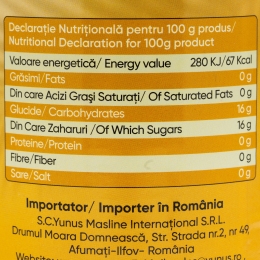 Declarație Nutrițională pentru 100 g produs/
Nutritional Declaration for 100g product
Valoare energetică/ Energy value 280 KJ/67 Kcal
Grăsimi/Fats 0 g
Din care Acizi Grași Saturați/ Of Saturated Fats 0 g
Glucide/ Carbohydrates 16 g
Din Care Zaharuri /Of Which Sugars 16 g
Proteine/Protein 0 g
Fibre/Fiber 0 g
Sare/Salt 0 g
Importator/ Importer în România
S.C.Yunus Masline Internațional S.R.L.
Drumul Moara Domnească, Str. Strada nr.2, nr 49,
Afumați-Ilfov- România